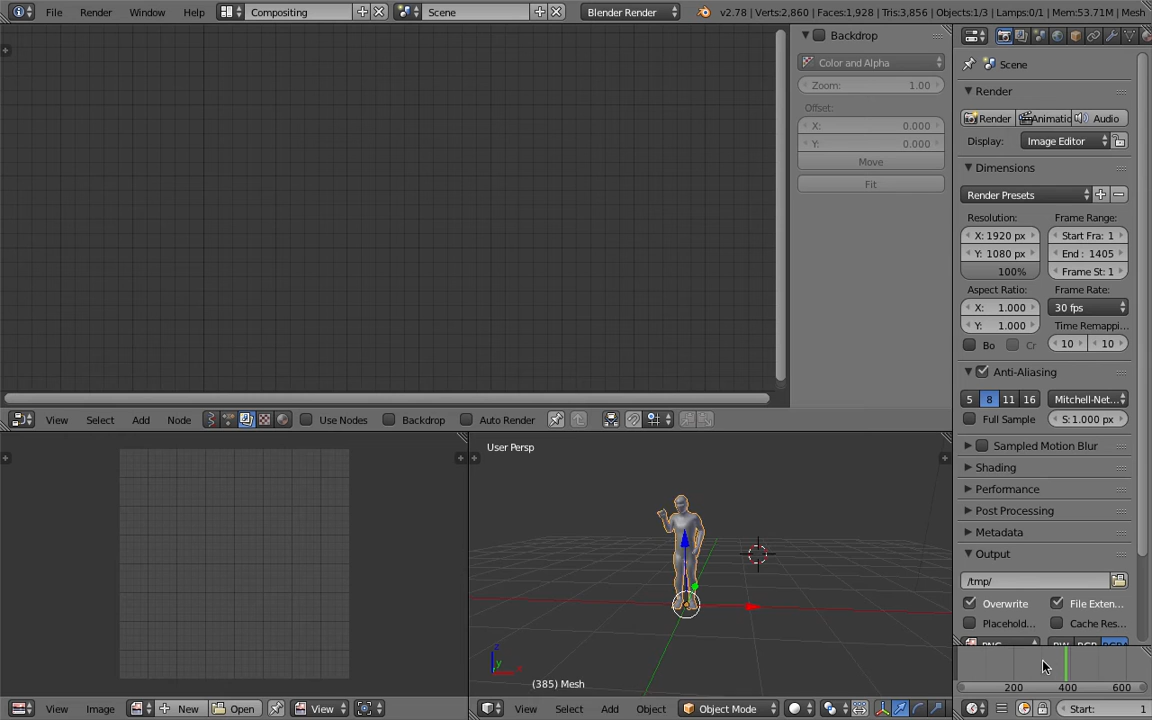 File Render Window Help Compositing Scene Blender Render v2.78 | Verts:2,860 | Faces:1,928 | Tris:3,856 | Objects:1/3 | Lamps:0/1 | Mem:53.71M | Mesh
Backdrop
Color and Alpha
Zoom: 1.00
Offset:
X: 0.000
Y: 0.000
Move
Fit
Scene
Render
Render Animatic Audio
Display: Image Editor
Dimensions
Render Presets
Resolution: Frame Range:
X: 1920 px Start Fra: 1
Y: 1080 px End : 1405
100% Frame St: 1
Aspect Ratio: Frame Rate:
X: 1.000 30 fps
Y: 1.000 Time Remappi...
Bo Cr 10 10
Anti-Aliasing
5 8 11 16 Mitchell-Net...
Full Sample S: 1.000 px
Sampled Motion Blur
Shading
Performance
Post Processing
Metadata
Output
/tmp/
Overwrite File Exten...
Placehold... Cache Res...
200 400 600
Start: 1
View Select Add Node Use Nodes Backdrop Auto Render
User Persp
(385) Mesh
View Image New Open View
View Select Add Object Object Mode